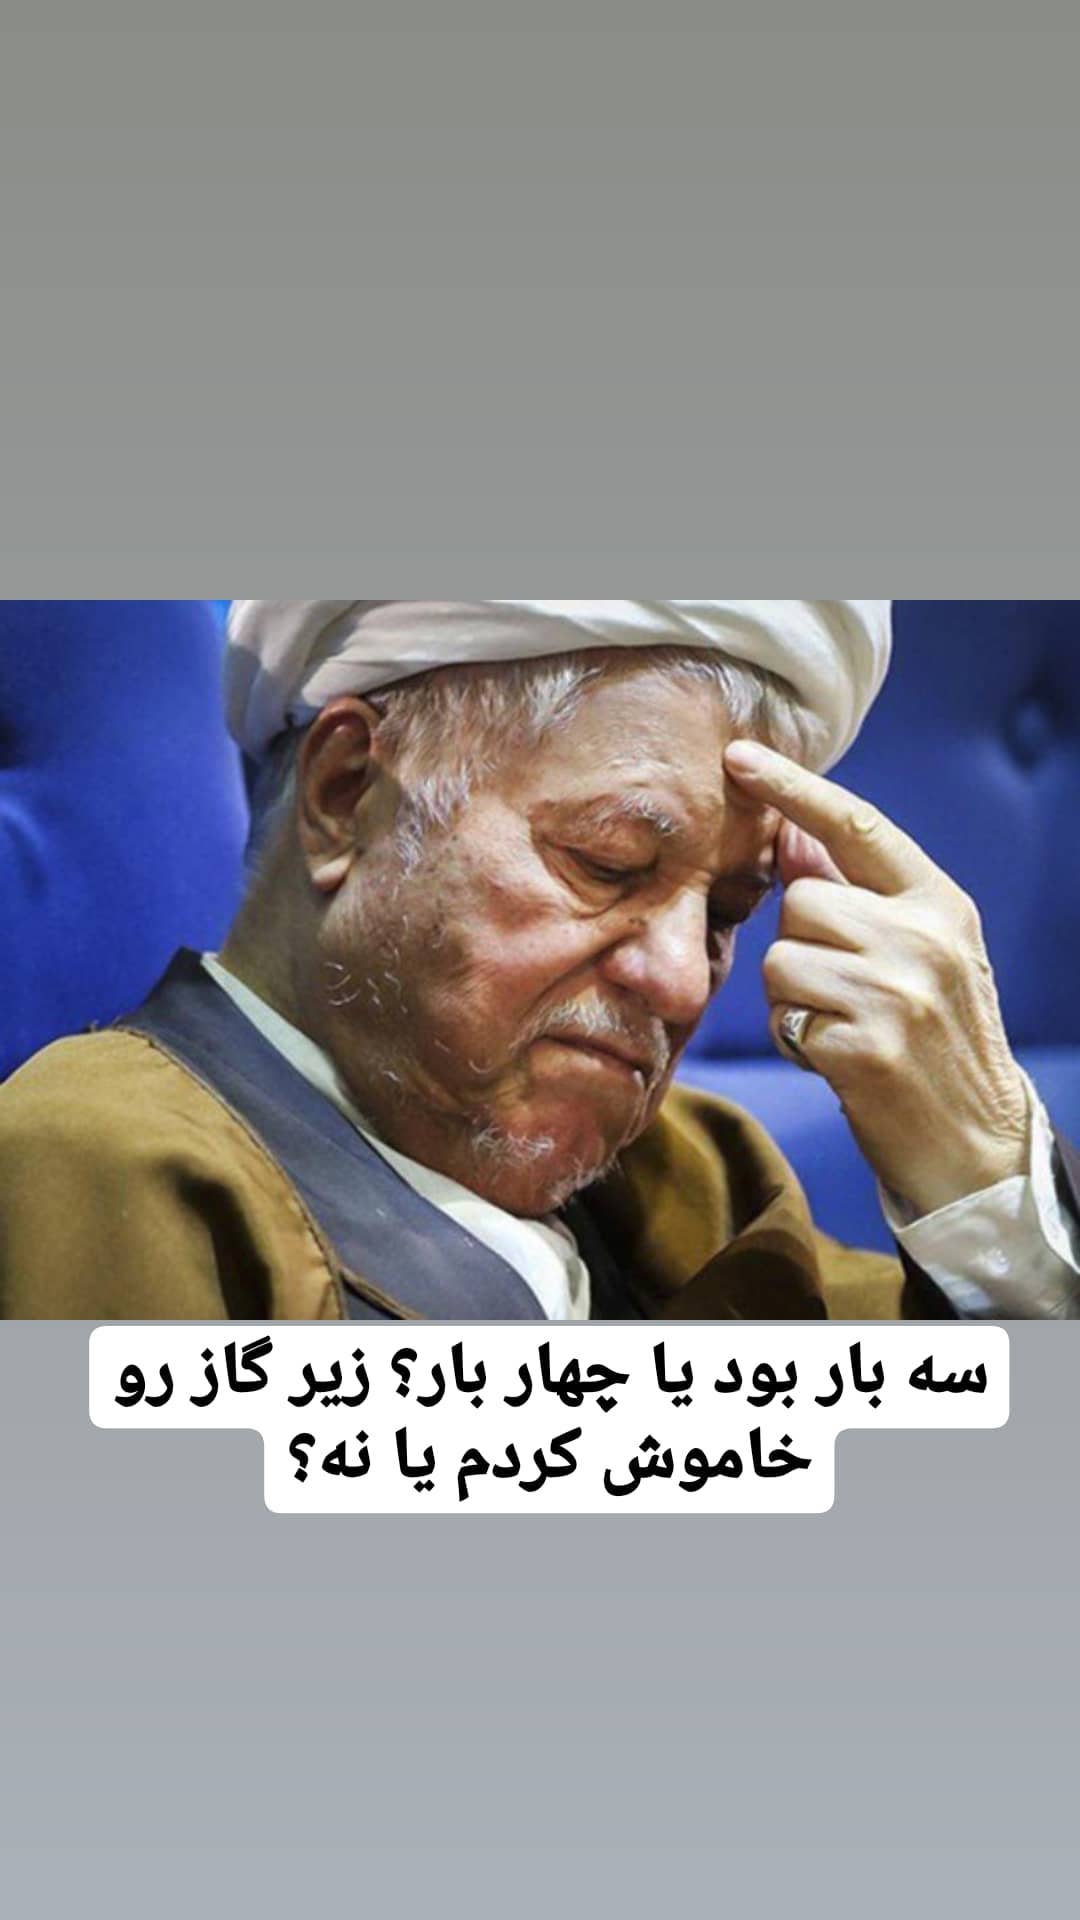 سه بار بود یا چهار بار؟ زیر گاز رو
خاموش کردم یا نه؟